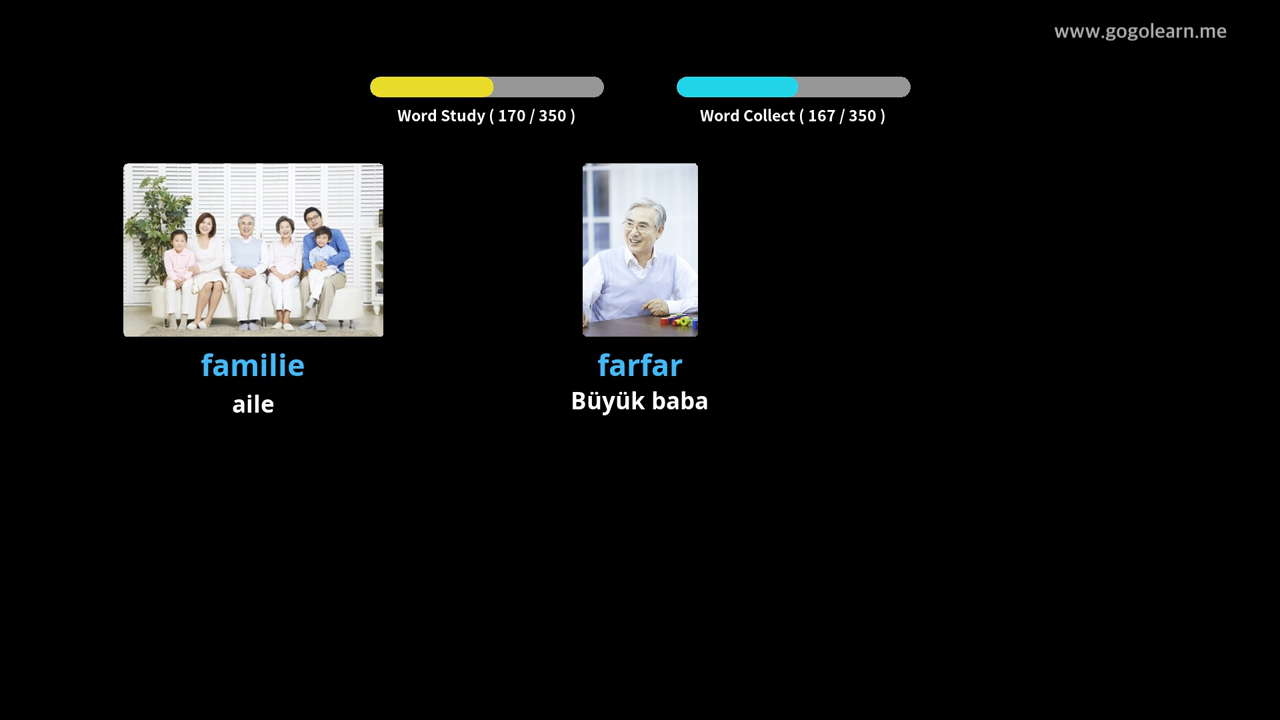 www.gogolearn.me
Word Study ( 170 / 350 )
Word Collect ( 167 / 350 )
familie
aile
farfar
Büyük baba